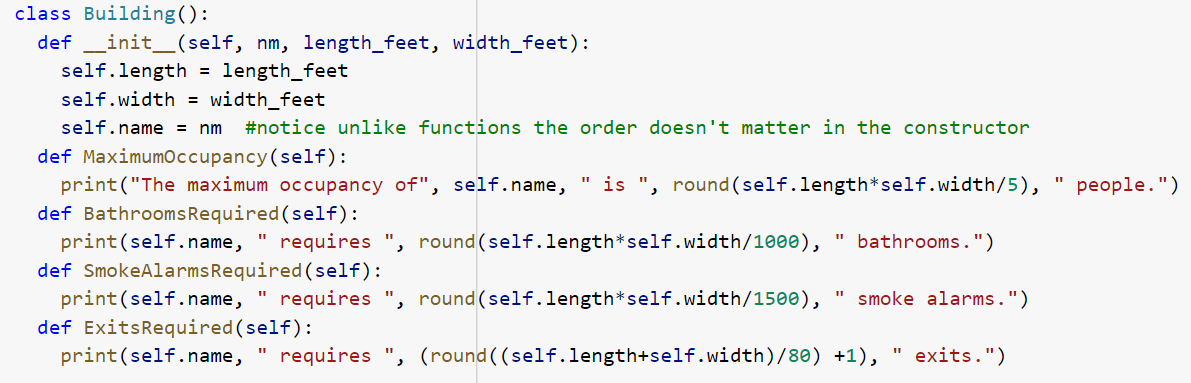 class Building():
  def __init__(self, nm, length_feet, width_feet):
    self.length = length_feet
    self.width = width_feet
    self.name = nm  #notice unlike functions the order doesn't matter in the constructor
  def MaximumOccupancy(self):
    print("The maximum occupancy of", self.name, " is ", round(self.length*self.width/5), " people.")
  def BathroomsRequired(self):
    print(self.name, " requires ", round(self.length*self.width/1000), " bathrooms.")
  def SmokeAlarmsRequired(self):
    print(self.name, " requires ", round(self.length*self.width/1500), " smoke alarms.")
  def ExitsRequired(self):
    print(self.name, " requires ", (round((self.length+self.width)/80) +1), " exits.")